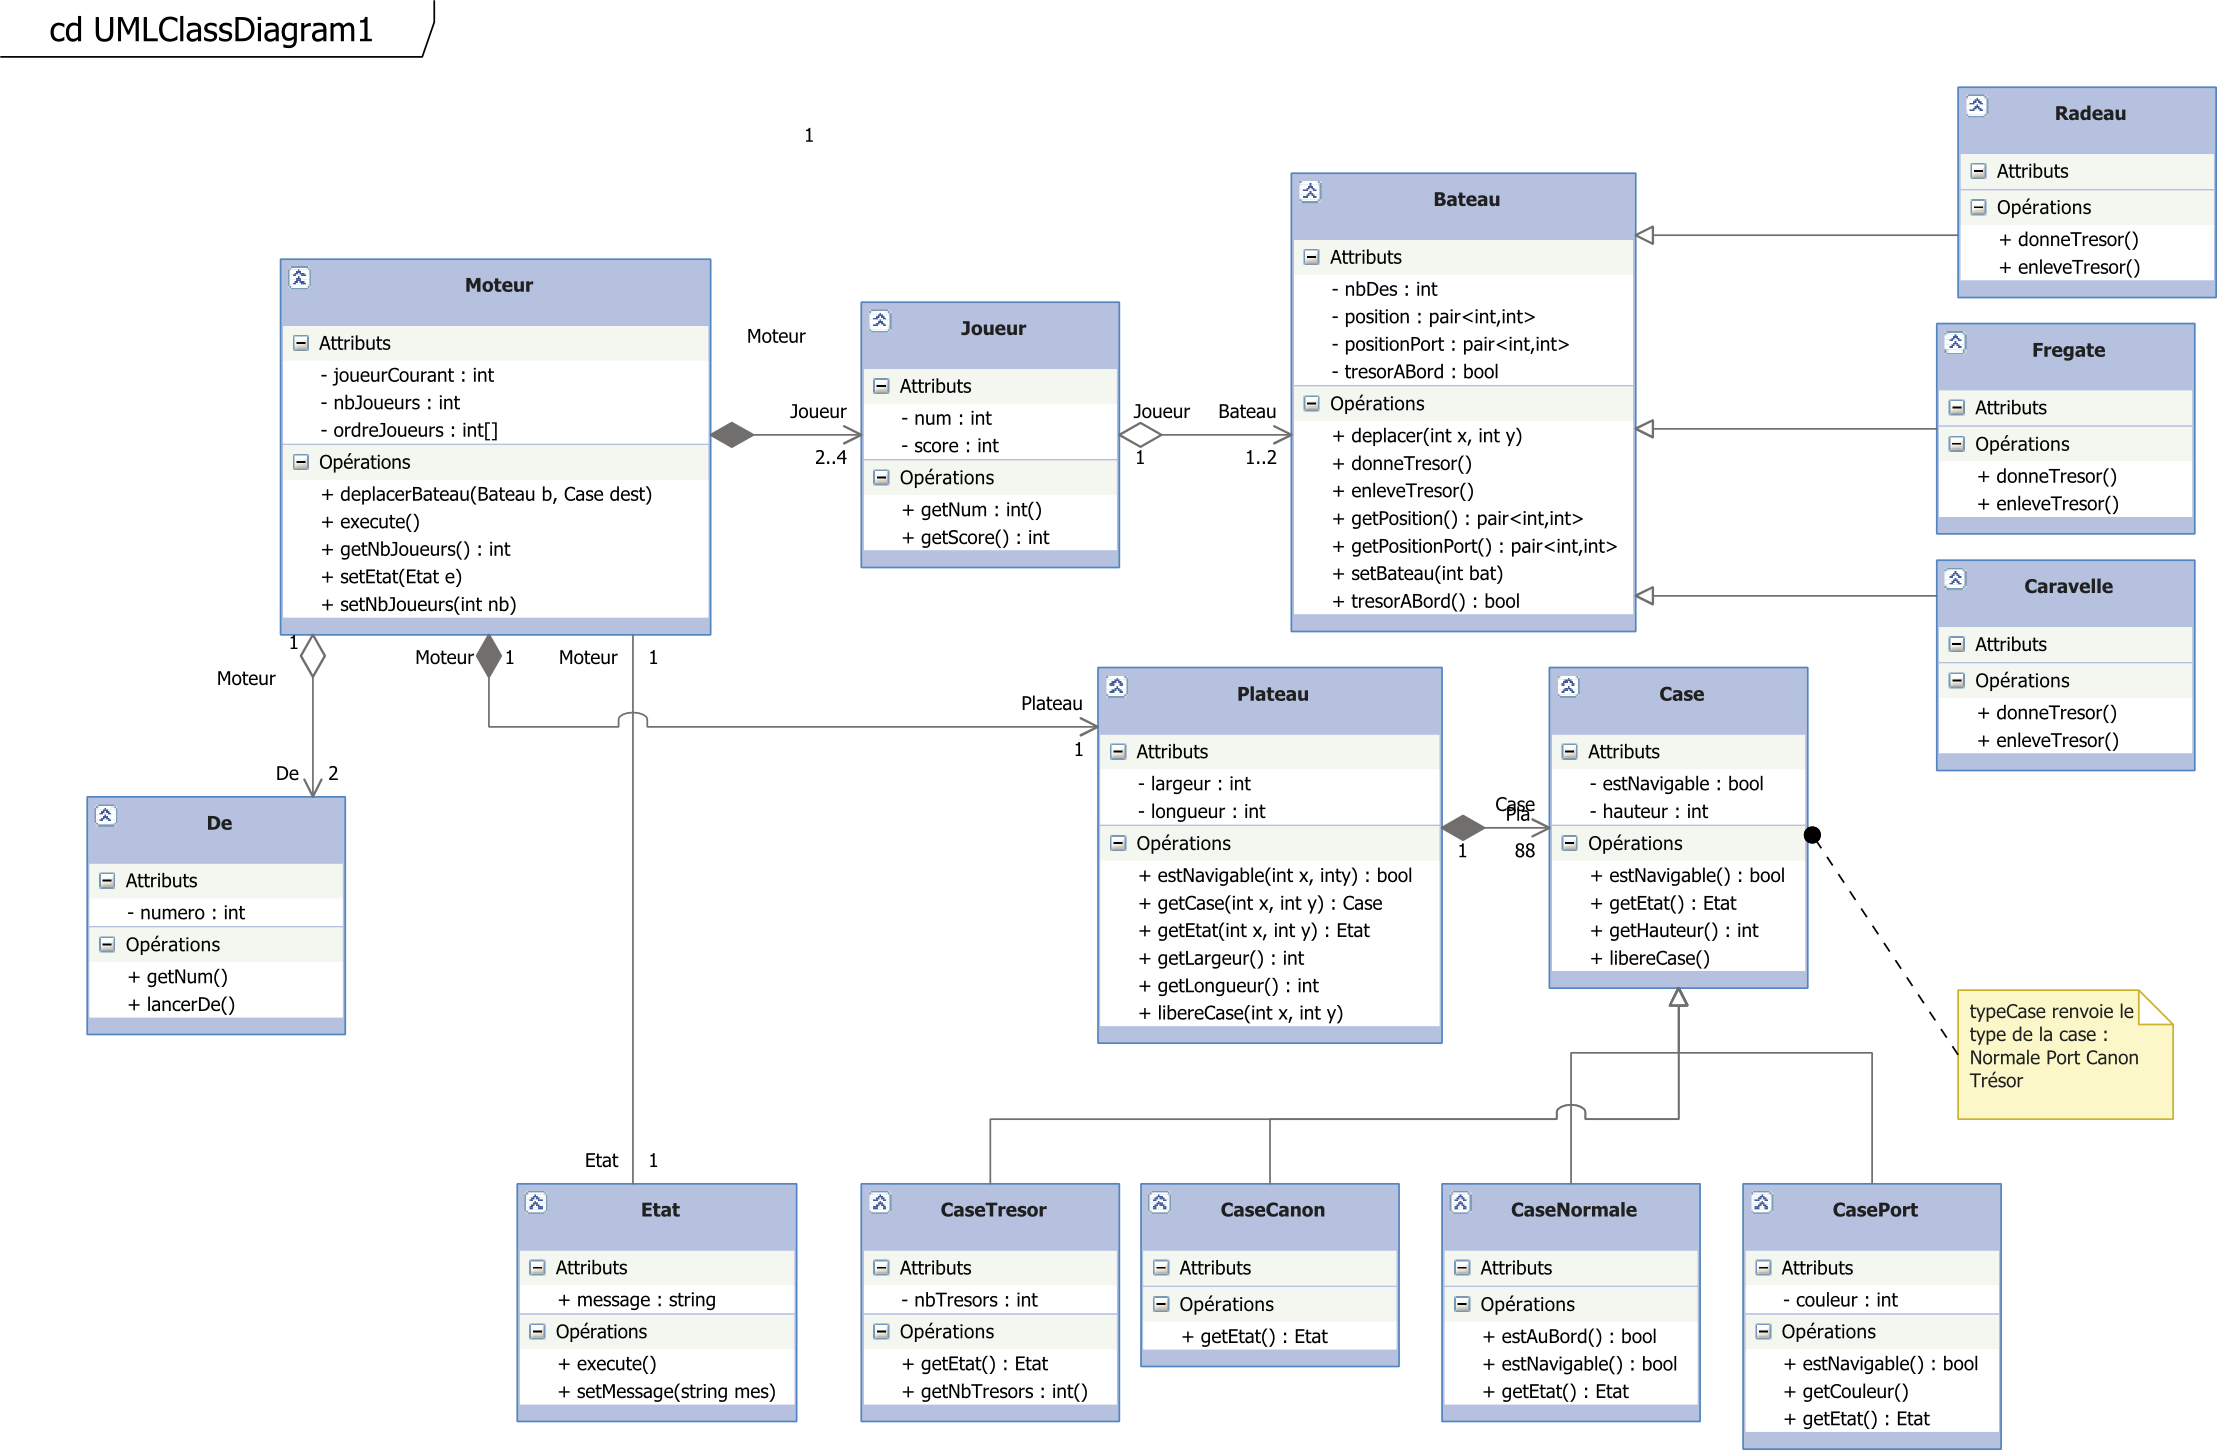 cd UMLClassDiagram1
1
Moteur
Attributs
- joueurCourant : int
- nbJoueurs : int
- ordreJoueurs : int[]
Opérations
+ deplacerBateau(Bateau b, Case dest)
+ execute()
+ getNbJoueurs() : int
+ setEtat(Etat e)
+ setNbJoueurs(int nb)
Moteur
Joueur
2..4
Joueur
Attributs
- num : int
- score : int
Opérations
+ getNum : int()
+ getScore() : int
Joueur
1
Bateau
1..2
Bateau
Attributs
- nbDes : int
- position : pair<int,int>
- positionPort : pair<int,int>
- tresorABord : bool
Opérations
+ deplacer(int x, int y)
+ donneTresor()
+ enleveTresor()
+ getPosition() : pair<int,int>
+ getPositionPort() : pair<int,int>
+ setBateau(int bat)
+ tresorABord() : bool
Radeau
Attributs
Opérations
+ donneTresor()
+ enleveTresor()
Fregate
Attributs
Opérations
+ donneTresor()
+ enleveTresor()
Caravelle
Attributs
Opérations
+ donneTresor()
+ enleveTresor()
1
Moteur
Moteur
1
Moteur
1
De
2
Plateau
1
De
Attributs
- numero : int
Opérations
+ getNum()
+ lancerDe()
Plateau
Attributs
- largeur : int
- longueur : int
Opérations
+ estNavigable(int x, inty) : bool
+ getCase(int x, int y) : Case
+ getEtat(int x, int y) : Etat
+ getLargeur() : int
+ getLongueur() : int
+ libereCase(int x, int y)
Case
Pla
1
88
Case
Attributs
- estNavigable : bool
- hauteur : int
Opérations
+ estNavigable() : bool
+ getEtat() : Etat
+ getHauteur() : int
+ libereCase()
typeCase renvoie le
type de la case :
Normale Port Canon
Trésor
Etat
1
Etat
Attributs
+ message : string
Opérations
+ execute()
+ setMessage(string mes)
CaseTresor
Attributs
- nbTresors : int
Opérations
+ getEtat() : Etat
+ getNbTresors : int()
CaseCanon
Attributs
Opérations
+ getEtat() : Etat
CaseNormale
Attributs
Opérations
+ estAuBord() : bool
+ estNavigable() : bool
+ getEtat() : Etat
CasePort
Attributs
- couleur : int
Opérations
+ estNavigable() : bool
+ getCouleur()
+ getEtat() : Etat